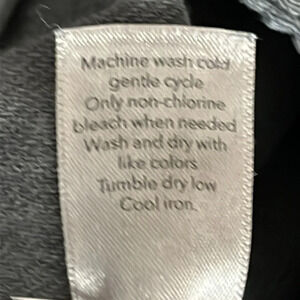 Machine wash cold
gentle cycle
Only non-chlorine
bleach when needed
Wash and dry with
like colors
Tumble dry low
Cool iron.